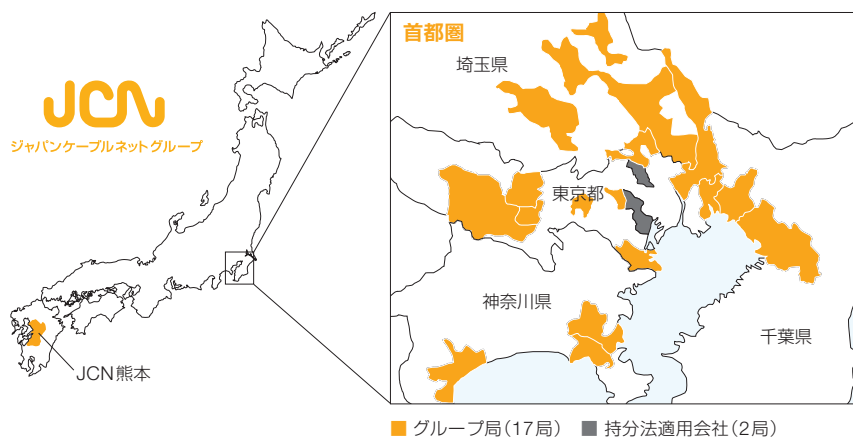 首都圏
埼玉県
JCN
ジャパンケーブルネットグループ
東京都
神奈川県
千葉県
JCN熊本
グループ局(17局)
持分法適用会社(2局)